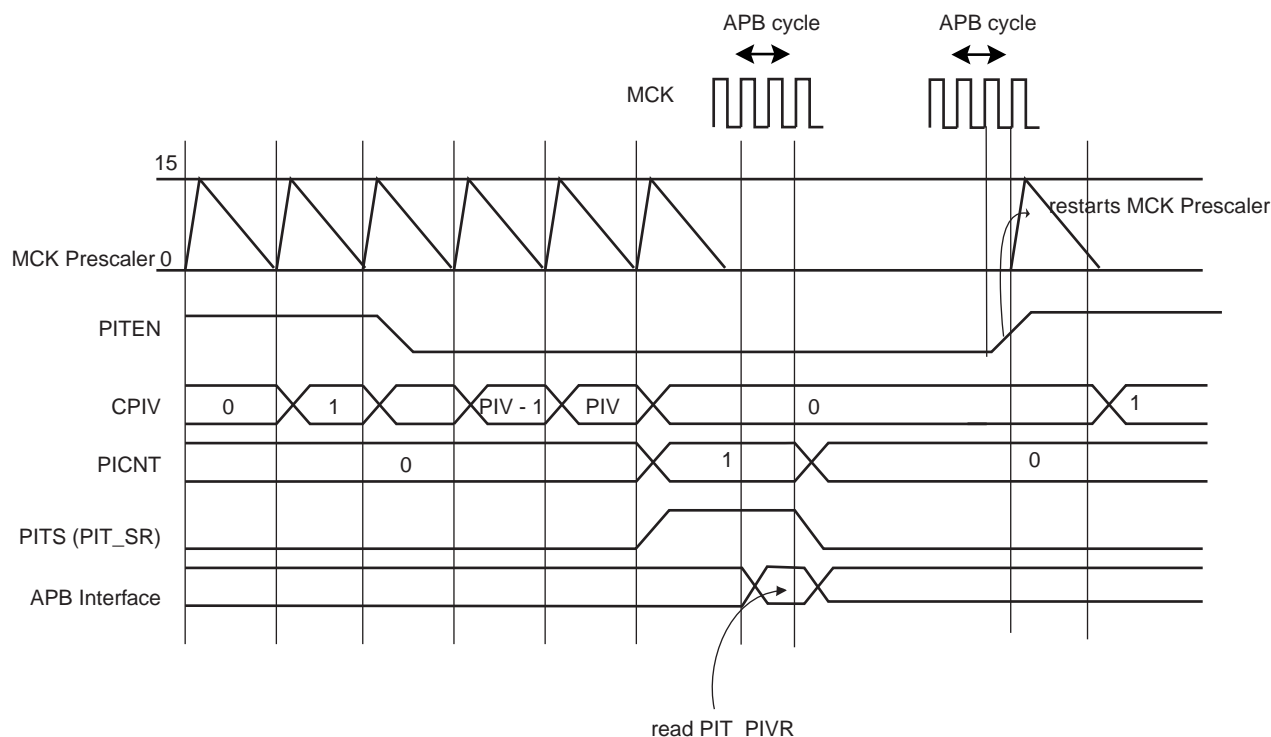 APB cycle
APB cycle
MCK
15
restarts MCK Prescaler
MCK Prescaler 0
PITEN
CPIV
0
1
PIV - 1
PIV
0
1
PICNT
0
1
0
PITS (PIT_SR)
APB Interface
read PIT_PIVR